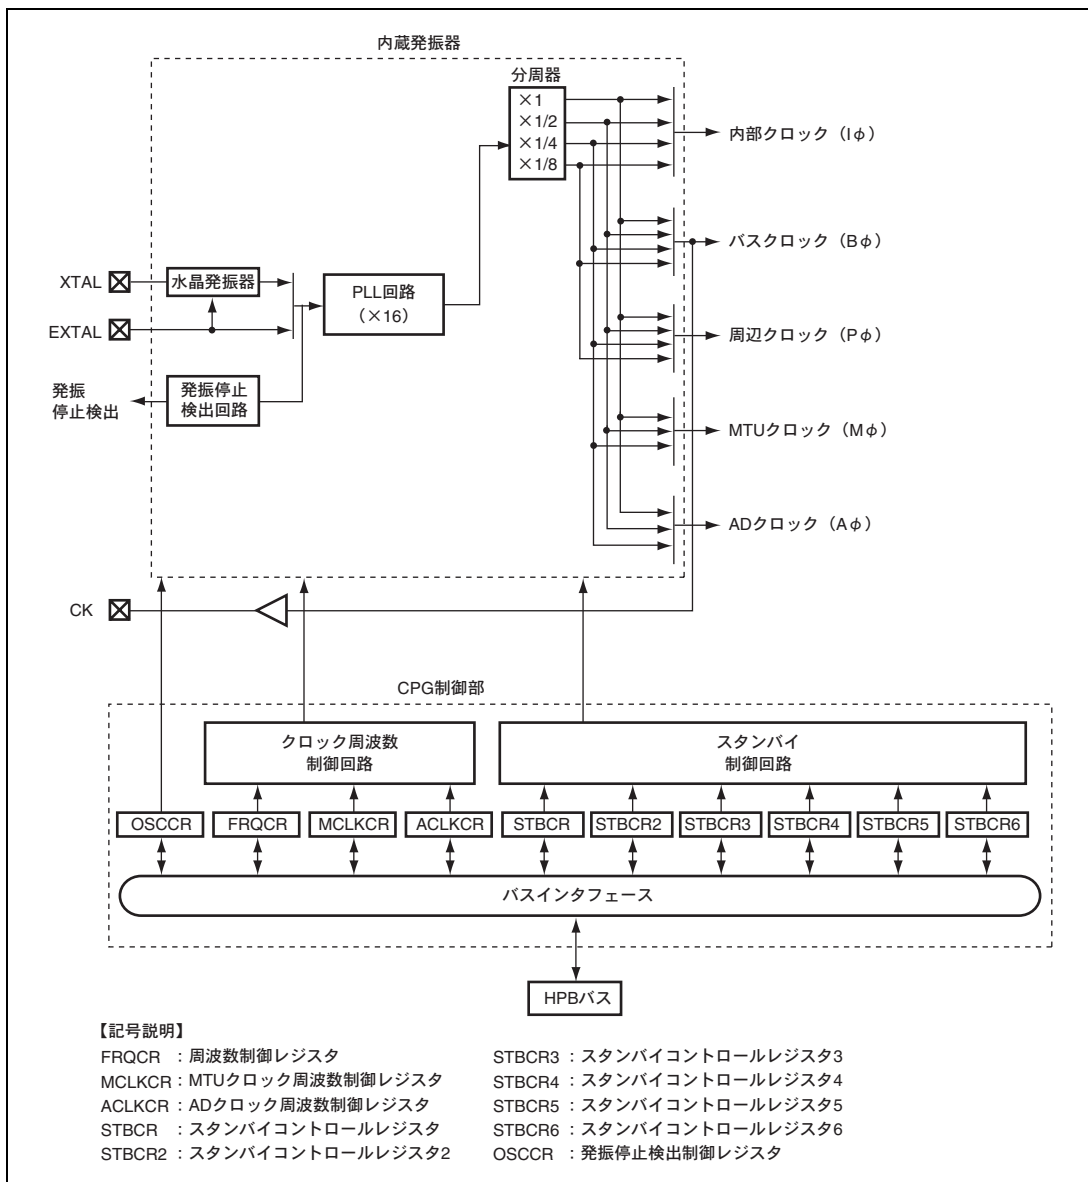 内蔵発振器
分周器
×1
×1/2
×1/4
×1/8
内部クロック（Iφ）
バスクロック（Bφ）
XTAL
水晶発振器
PLL回路
（×16）
EXTAL
周辺クロック（Pφ）
発振
停止検出
発振停止
検出回路
MTUクロック（Mφ）
ADクロック（Aφ）
CK
CPG制御部
クロック周波数
制御回路
スタンバイ
制御回路
OSCCR
FRQCR
MCLKCR
ACLKCR
STBCR
STBCR2
STBCR3
STBCR4
STBCR5
STBCR6
バスインタフェース
HPBバス
【記号説明】
FRQCR ：周波数制御レジスタ
MCLKCR：MTUクロック周波数制御レジスタ
ACLKCR：ADクロック周波数制御レジスタ
STBCR ：スタンバイコントロールレジスタ
STBCR2 ：スタンバイコントロールレジスタ2
STBCR3 ：スタンバイコントロールレジスタ3
STBCR4 ：スタンバイコントロールレジスタ4
STBCR5 ：スタンバイコントロールレジスタ5
STBCR6 ：スタンバイコントロールレジスタ6
OSCCR ：発振停止検出制御レジスタ